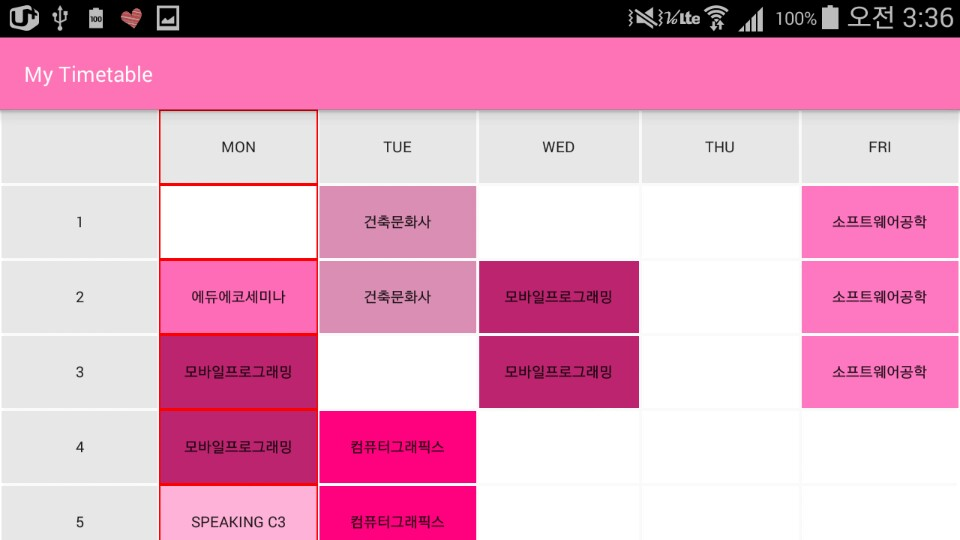 100% 오전 3:36
My Timetable
MON TUE WED THU FRI
1 건축문화사 소프트웨어공학
2 에듀에코세미나 건축문화사 모바일프로그래밍 소프트웨어공학
3 모바일프로그래밍 모바일프로그래밍 소프트웨어공학
4 모바일프로그래밍 컴퓨터그래픽스
5 SPEAKING C3 컴퓨터그래픽스